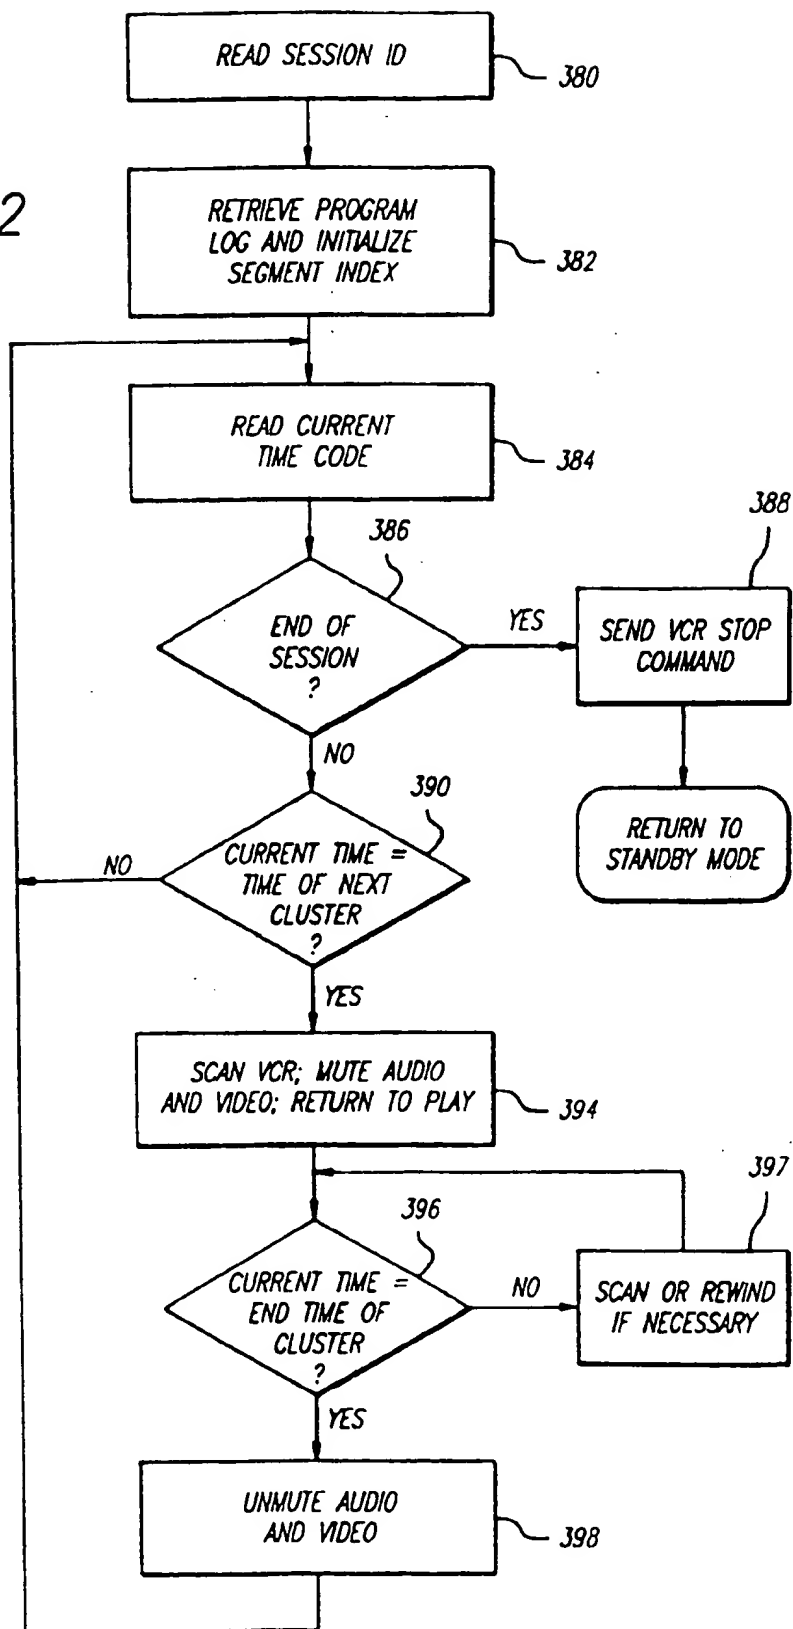 READ SESSION ID
380
2
RETRIEVE PROGRAM
LOG AND INITIALIZE
SEGMENT INDEX
382
READ CURRENT
TIME CODE
384
386
388
END OF
SESSION
?
YES
SEND VCR STOP
COMMAND
NO
390
RETURN TO
STANDBY MODE
CURRENT TIME =
TIME OF NEXT
CLUSTER
?
NO
YES
SCAN VCR; MUTE AUDIO
AND VIDEO; RETURN TO PLAY
394
397
396
CURRENT TIME =
END TIME OF
CLUSTER
?
NO
SCAN OR REWIND
IF NECESSARY
YES
UNMUTE AUDIO
AND VIDEO
398